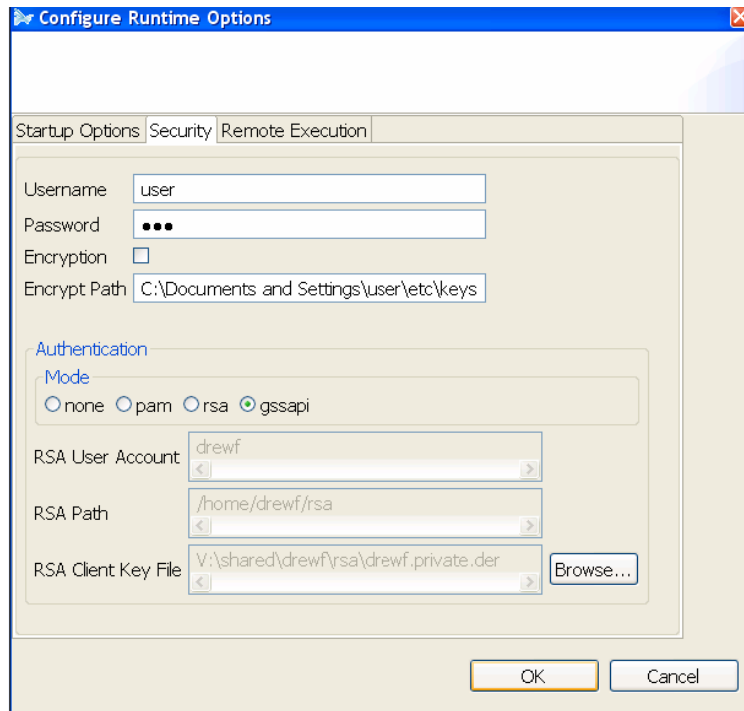 Configure Runtime Options
Startup Options Security Remote Execution
Username user
Password •••
Encryption
Encrypt Path C:\Documents and Settings\user\etc\keys
Authentication
Mode
none pam rsa gssapi
RSA User Account drewf
RSA Path /home/drewf/rsa
RSA Client Key File V:\shared\drewf\rsa\drewf.private.der Browse...
OK Cancel